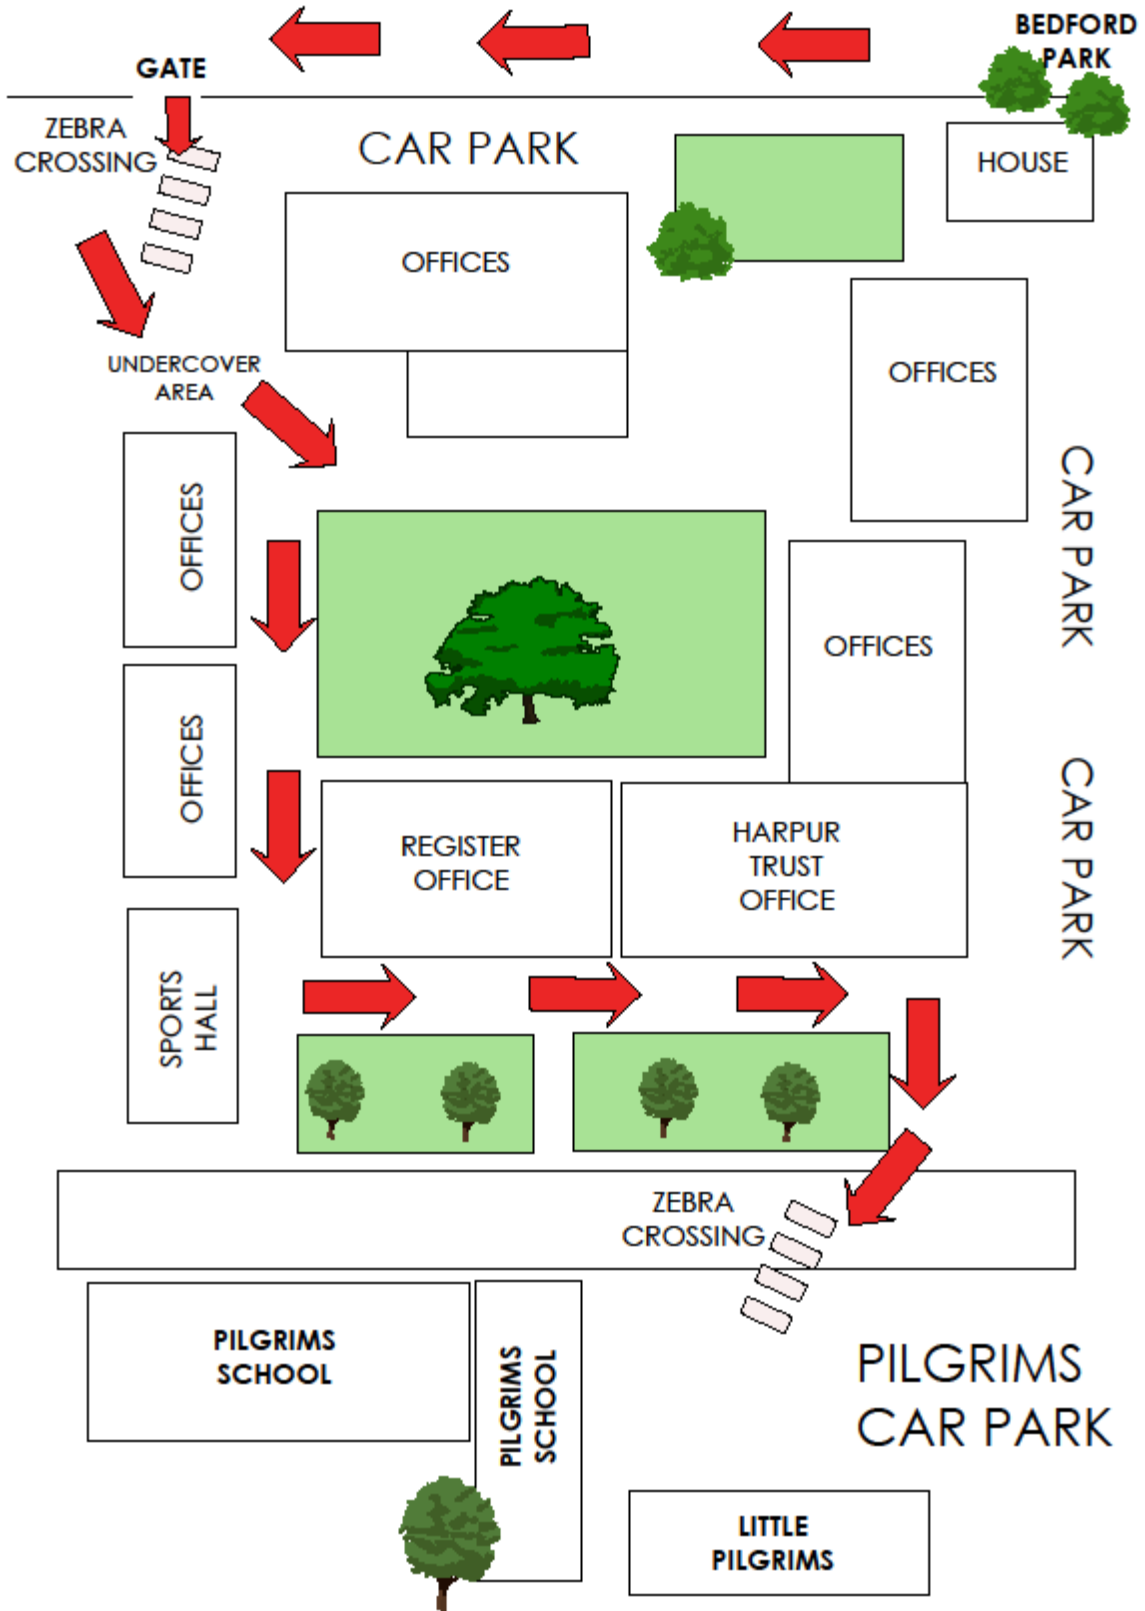 BEDFORD
PARK
GATE
ZEBRA
CROSSING
CAR PARK
HOUSE
OFFICES
OFFICES
UNDERCOVER
AREA
OFFICES
CAR PARK
OFFICES
OFFICES
CAR PARK
REGISTER
OFFICE
HARPUR
TRUST
OFFICE
SPORTS
HALL
ZEBRA
CROSSING
PILGRIMS
SCHOOL
PILGRIMS
SCHOOL
PILGRIMS
CAR PARK
LITTLE
PILGRIMS